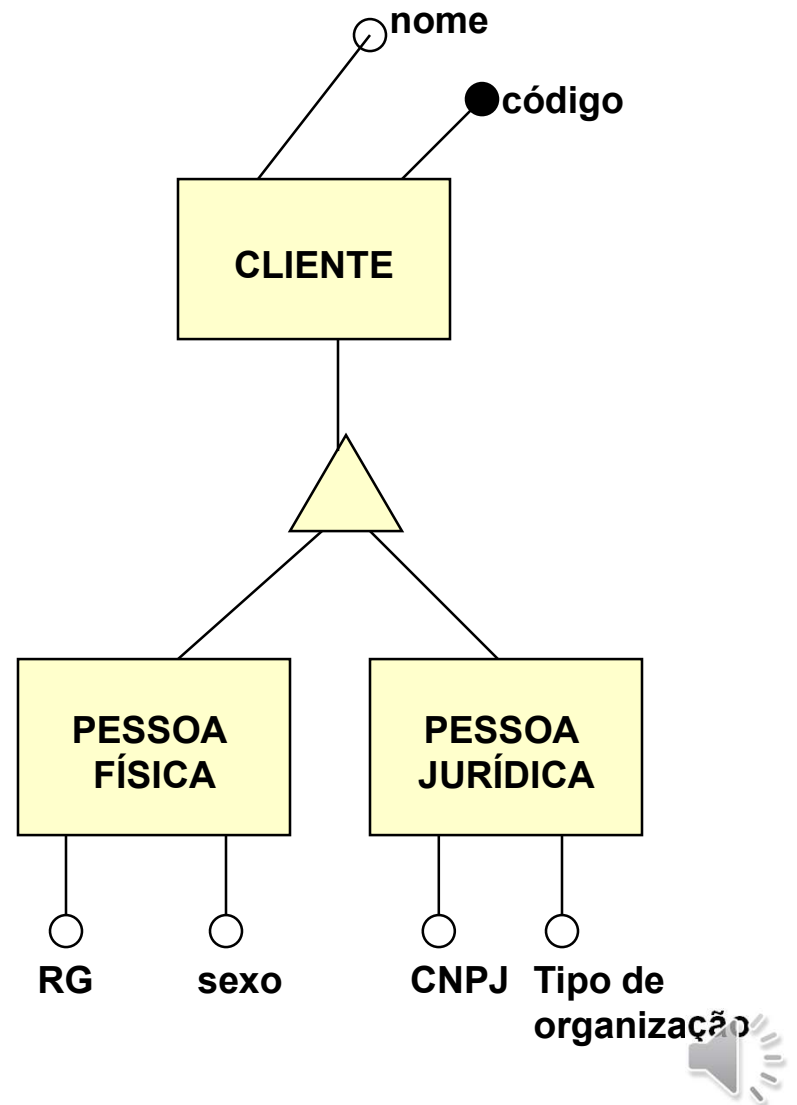 nome
código
CLIENTE
PESSOA
FÍSICA
PESSOA
JURÍDICA
RG
sexo
CNPJ
Tipo de
organização